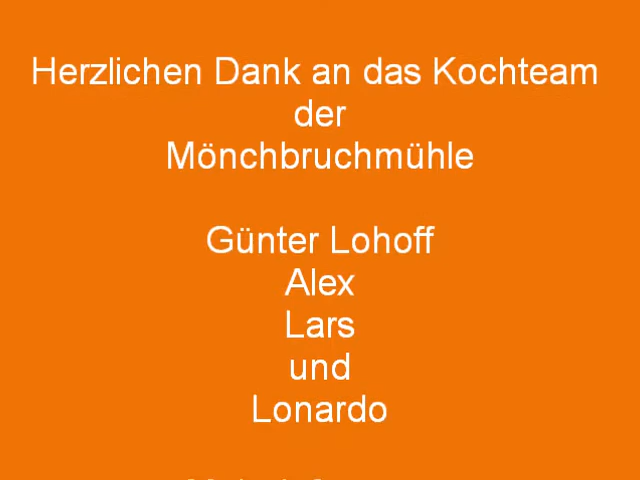 Herzlichen Dank an das Kochteam
der
Mönchbruchmühle
Günter Lohoff
Alex
Lars
und
Lonardo